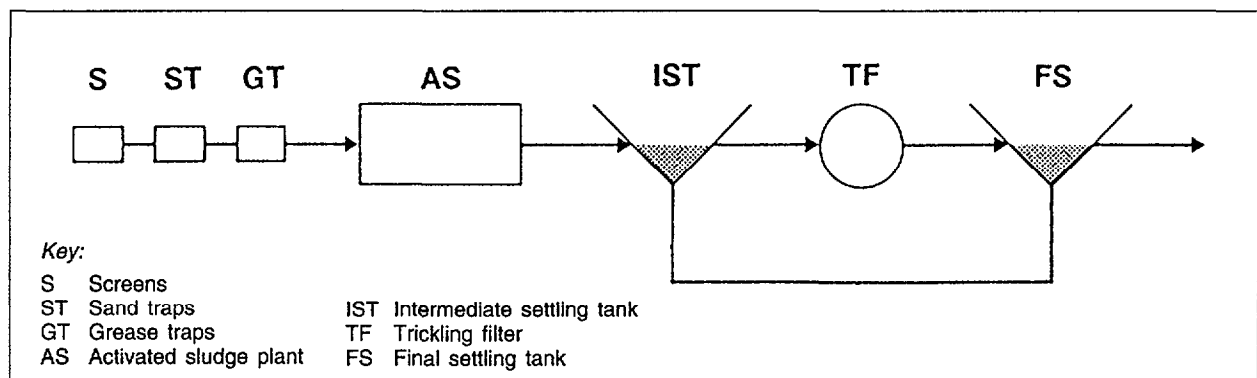 S ST GT AS IST TF FS
Key:
S Screens
ST Sand traps
GT Grease traps
AS Activated sludge plant
IST Intermediate settling tank
TF Trickling filter
FS Final settling tank